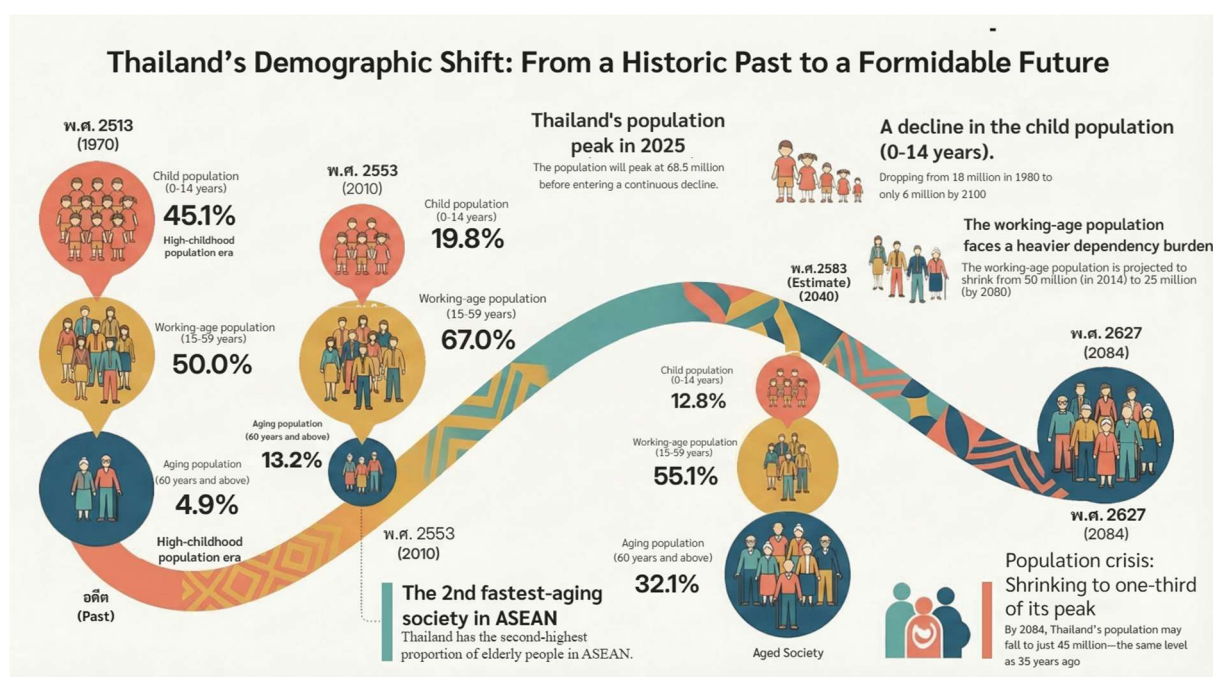 Thailand's Demographic Shift: From a Historic Past to a Formidable Future
พ.ศ. 2513
(1970)
Child population
(0-14 years)
45.1%
High-childhood
population era
Working-age population
(15-59 years)
50.0%
Aging population
(60 years and above)
4.9%
High-childhood
population era
อดีต
(Past)
พ.ศ. 2553
(2010)
Child population
(0-14 years)
19.8%
Working-age population
(15-59 years)
67.0%
Aging population
(60 years and above)
13.2%
พ.ศ. 2553
(2010)
The 2nd fastest-aging
society in ASEAN
Thailand has the second-highest
proportion of elderly people in ASEAN.
Thailand's population
peak in 2025
The population will peak at 68.5 million
before entering a continuous decline.
A decline in the child population
(0-14 years).
Dropping from 18 million in 1980 to
only 6 million by 2100
The working-age population
faces a heavier dependency burden
The working-age population is projected to
shrink from 50 million (in 2014) to 25 million
(by 2080)
พ.ศ.2583
(Estimate)
(2040)
Child population
(0-14 years)
12.8%
Working-age population
(15-59 years)
55.1%
Aging population
(60 years and above)
32.1%
Aged Society
พ.ศ. 2627
(2084)
พ.ศ. 2627
(2084)
Population crisis:
Shrinking to one-third
of its peak
By 2084, Thailand's population may
fall to just 45 million—the same level
as 35 years ago